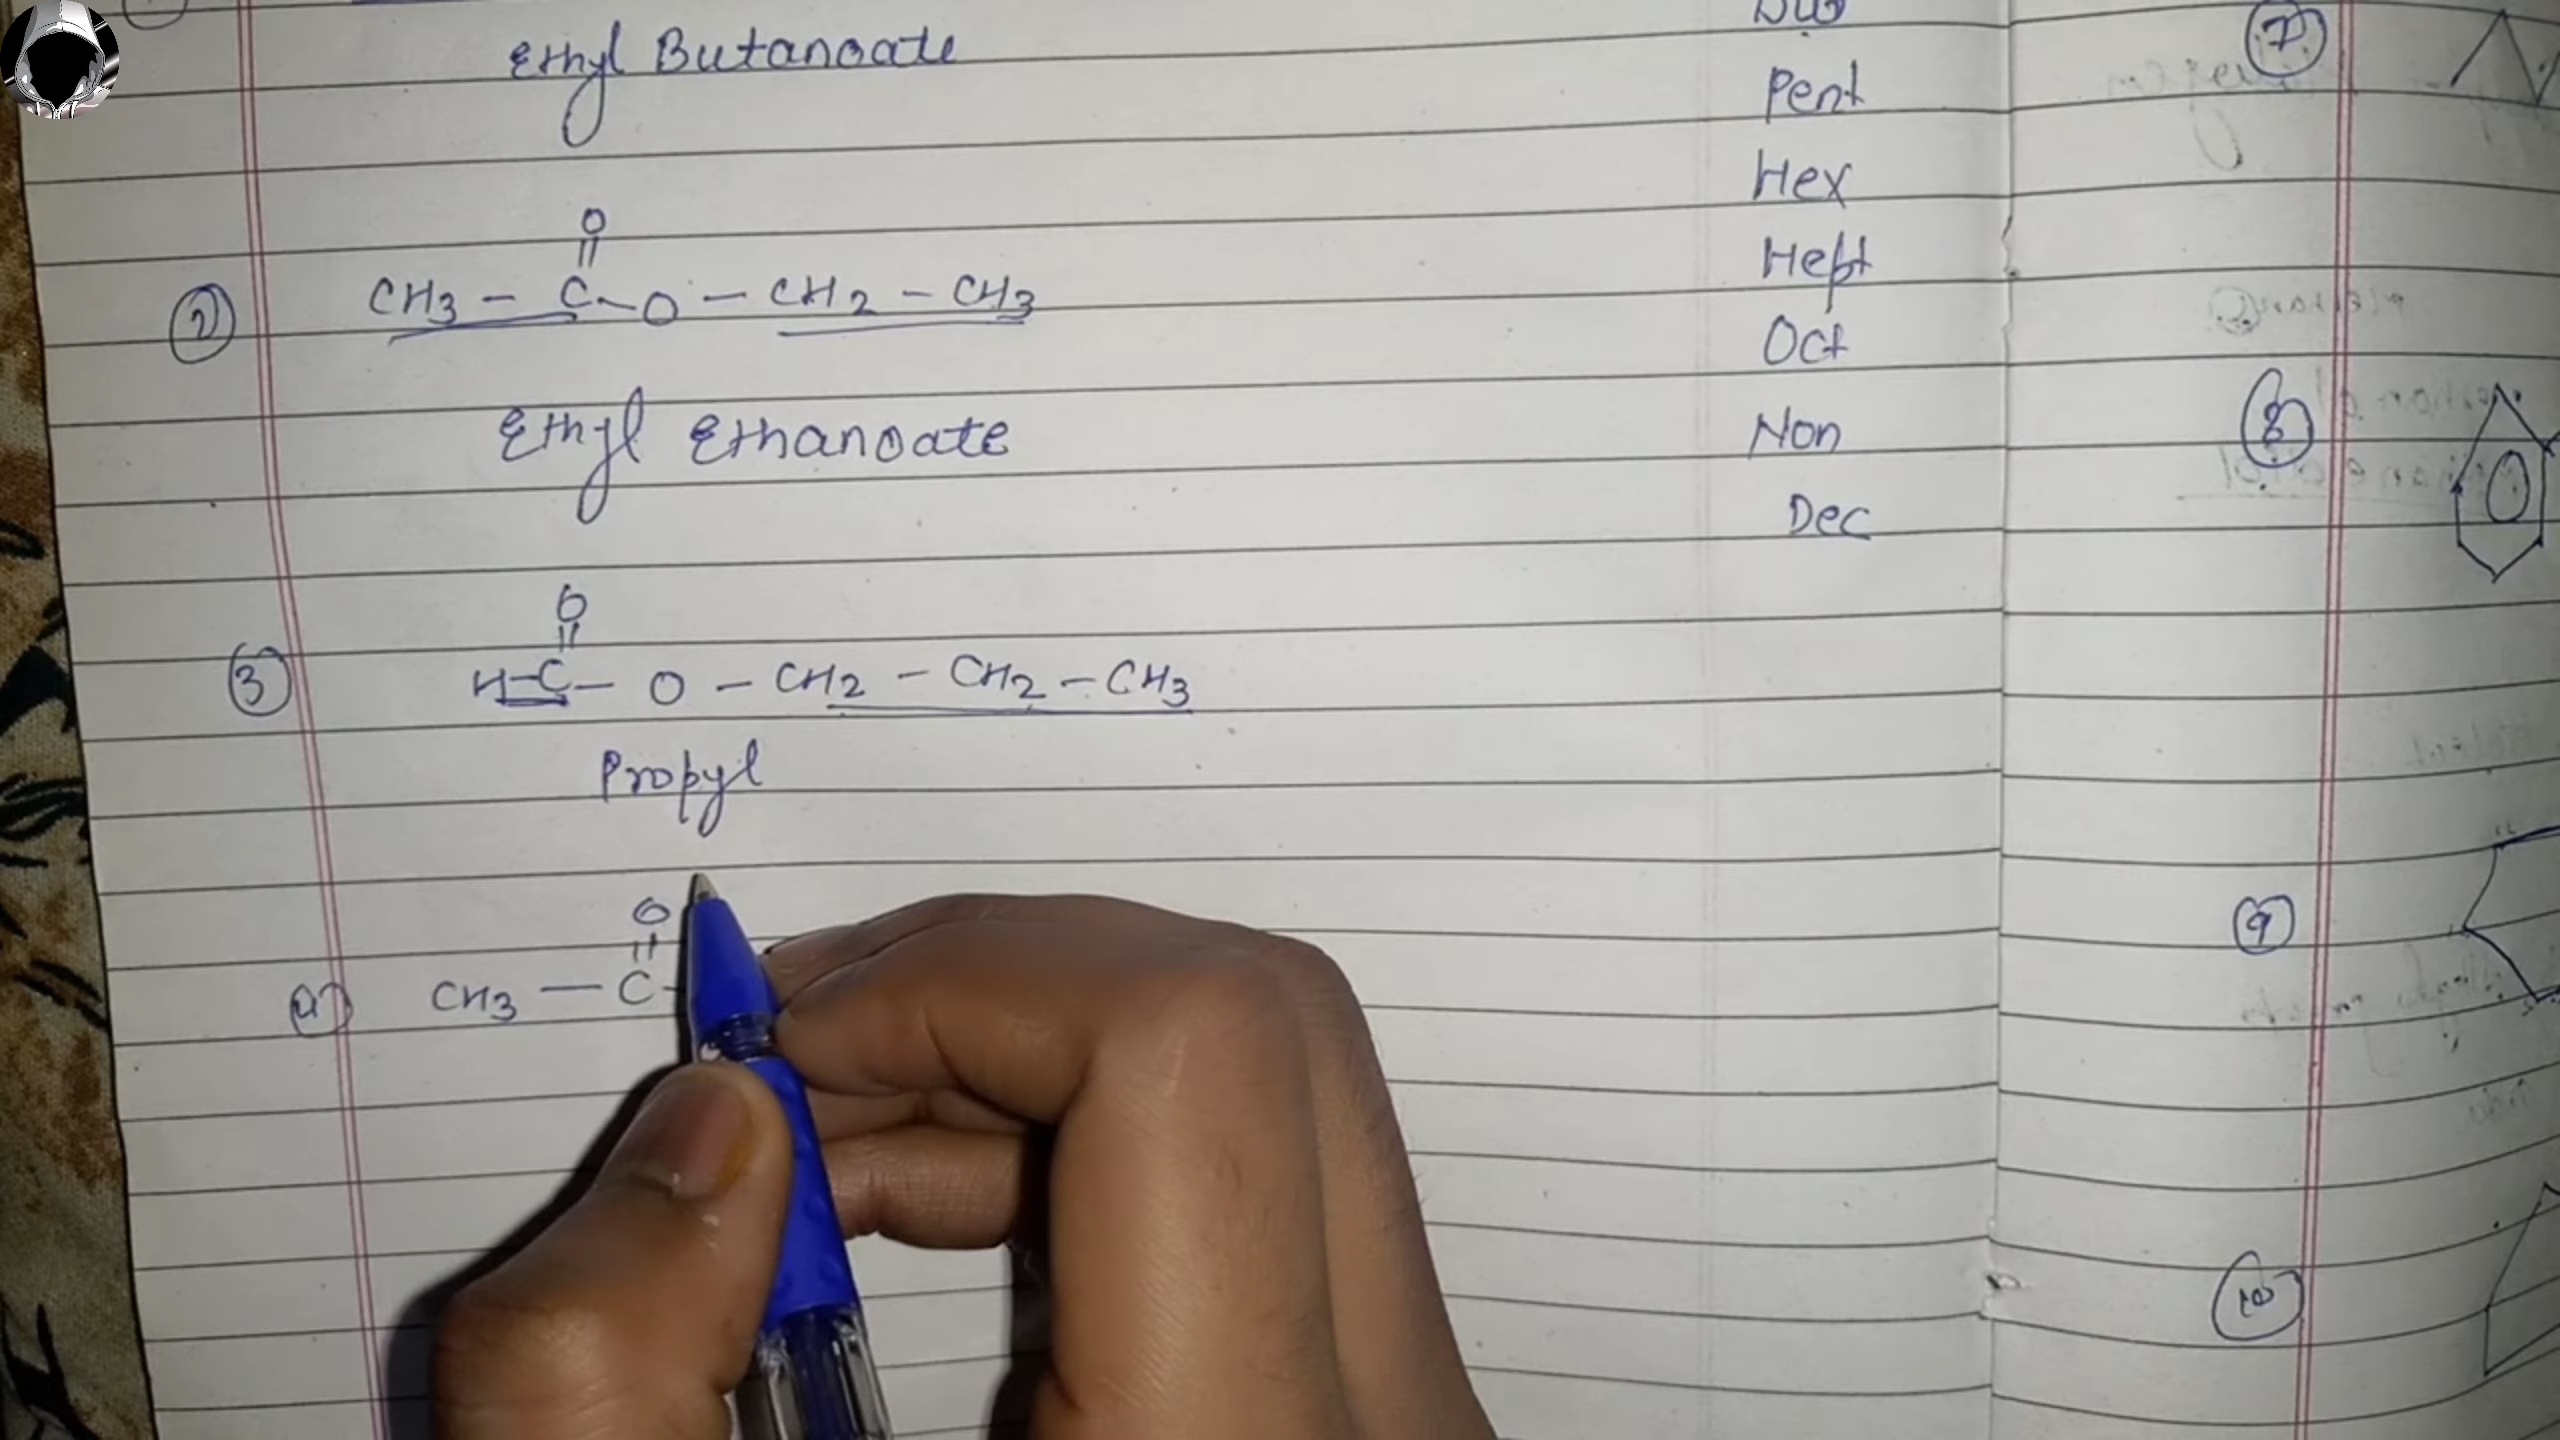 Ethyl Butanoate
O
||
② CH3 - C - O - CH2 - CH3
Ethyl Ethanoate
O
||
③ H-C - O - CH2 - CH2 - CH3
Propyl
O
||
CH3 - C -
Pent
Hex
Hept
Oct
Non
Dec
⑦
⑧
⑨
⑩